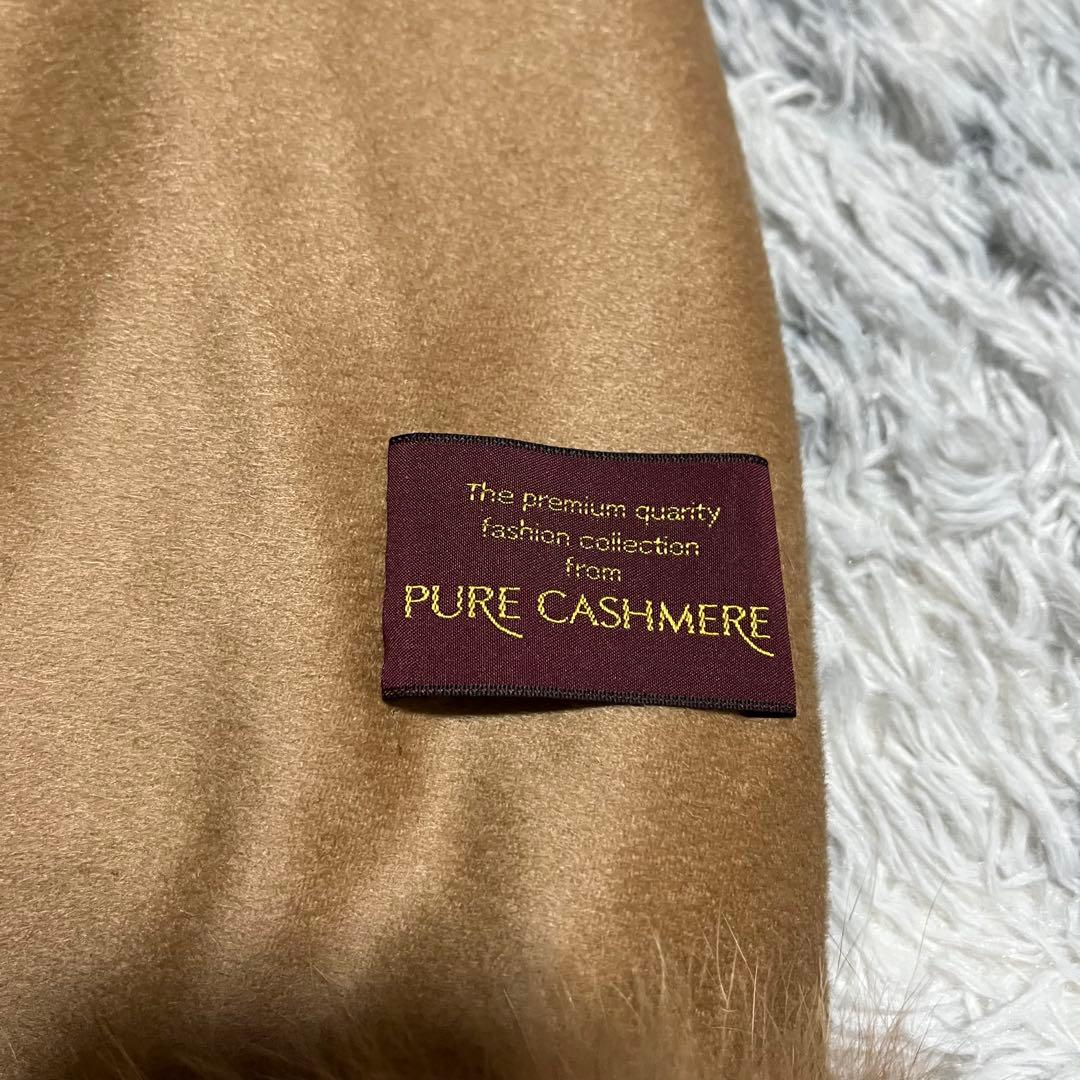 The premium quarity
fashion collection
from
PURE CASHMERE